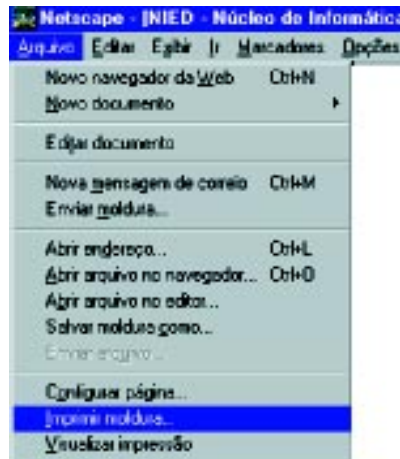 Netscape - [NIED - Núcleo de Informática
Arquivo Editar Exibir Ir Marcadores Opções
Novo navegador da Web Ctrl+N
Novo documento
Editar documento
Nova mensagem de correio Ctrl+M
Enviar moldura...
Abrir endereço... Ctrl+L
Abrir arquivo no navegador... Ctrl+O
Abrir arquivo no editor...
Salvar moldura como...
Enviar arquivo...
Configurar página...
Imprimir moldura...
Visualizar impressão